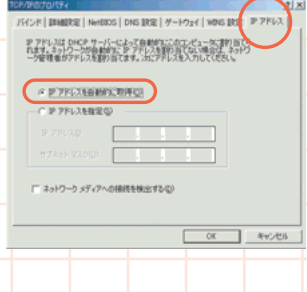 TCP/IPのプロパティ
バインド | 詳細設定 | NetBIOS | DNS 設定 | ゲートウェイ | WINS 設定 | IP アドレス
IP アドレスは DHCP サーバーによって自動的にこのコンピュータに割り当て
られます。ネットワークが自動的に IP アドレスを割り当てない場合は、ネットワ
ーク管理者がアドレスを割り当てます。次にアドレスを入力してください。
IP アドレスを自動的に取得(O)
IP アドレスを指定(S)
IP アドレス(I):
サブネット マスク(U):
ネットワーク メディアへの接続を検出する(D)
OK キャンセル